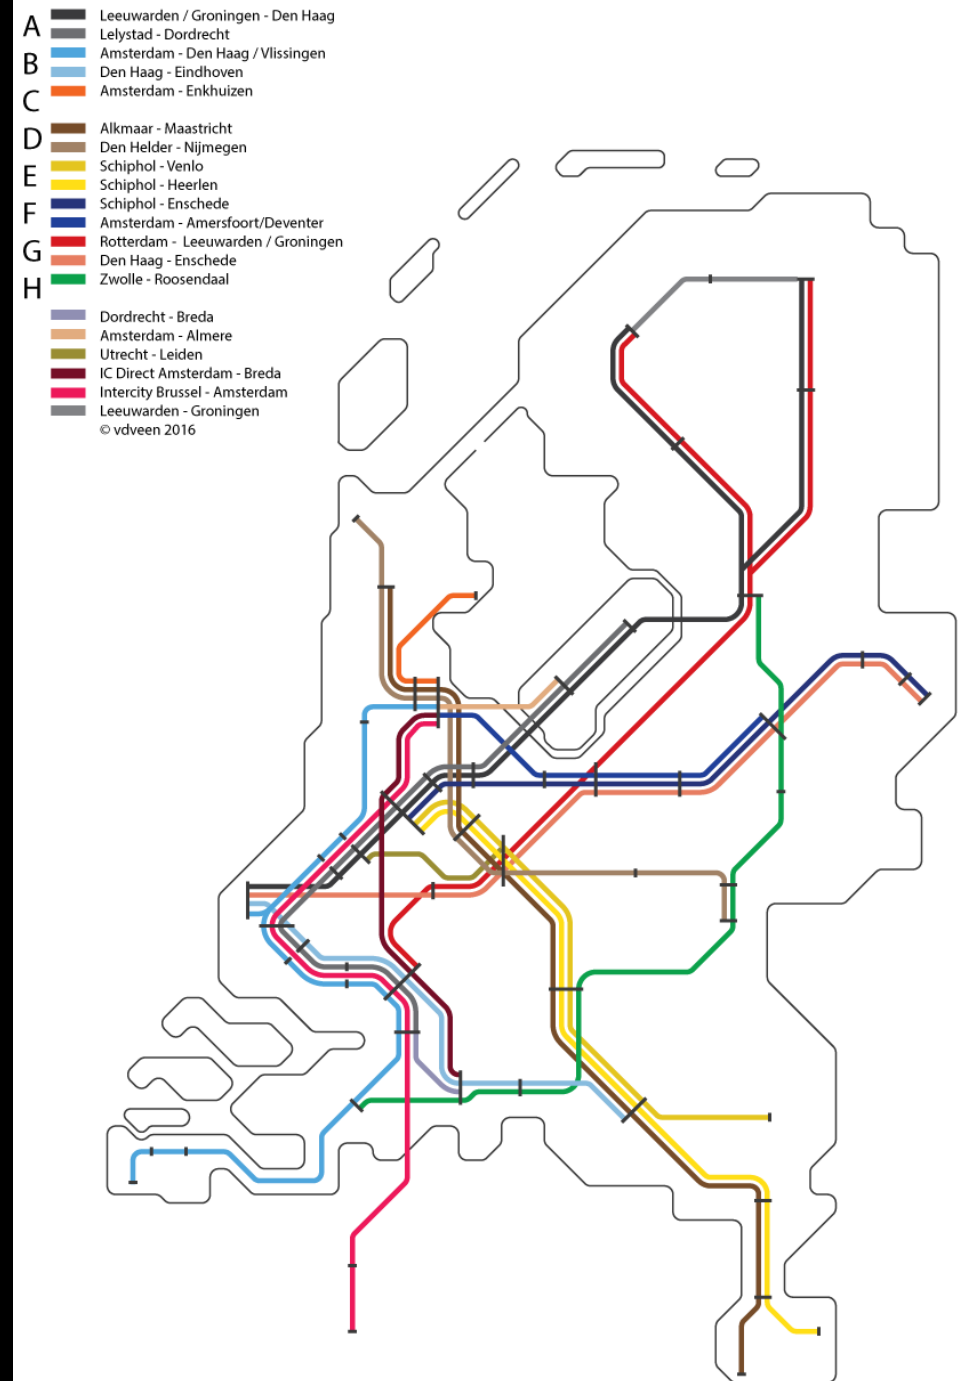 A
Leeuwarden / Groningen - Den Haag
Lelystad - Dordrecht
B
Amsterdam - Den Haag / Vlissingen
Den Haag - Eindhoven
C
Amsterdam - Enkhuizen
D
Alkmaar - Maastricht
Den Helder - Nijmegen
E
Schiphol - Venlo
Schiphol - Heerlen
F
Schiphol - Enschede
Amsterdam - Amersfoort/Deventer
G
Rotterdam -  Leeuwarden / Groningen
Den Haag - Enschede
H
Zwolle - Roosendaal
Dordrecht - Breda
Amsterdam - Almere
Utrecht - Leiden
IC Direct Amsterdam - Breda
Intercity Brussel - Amsterdam
Leeuwarden - Groningen
© vdveen 2016